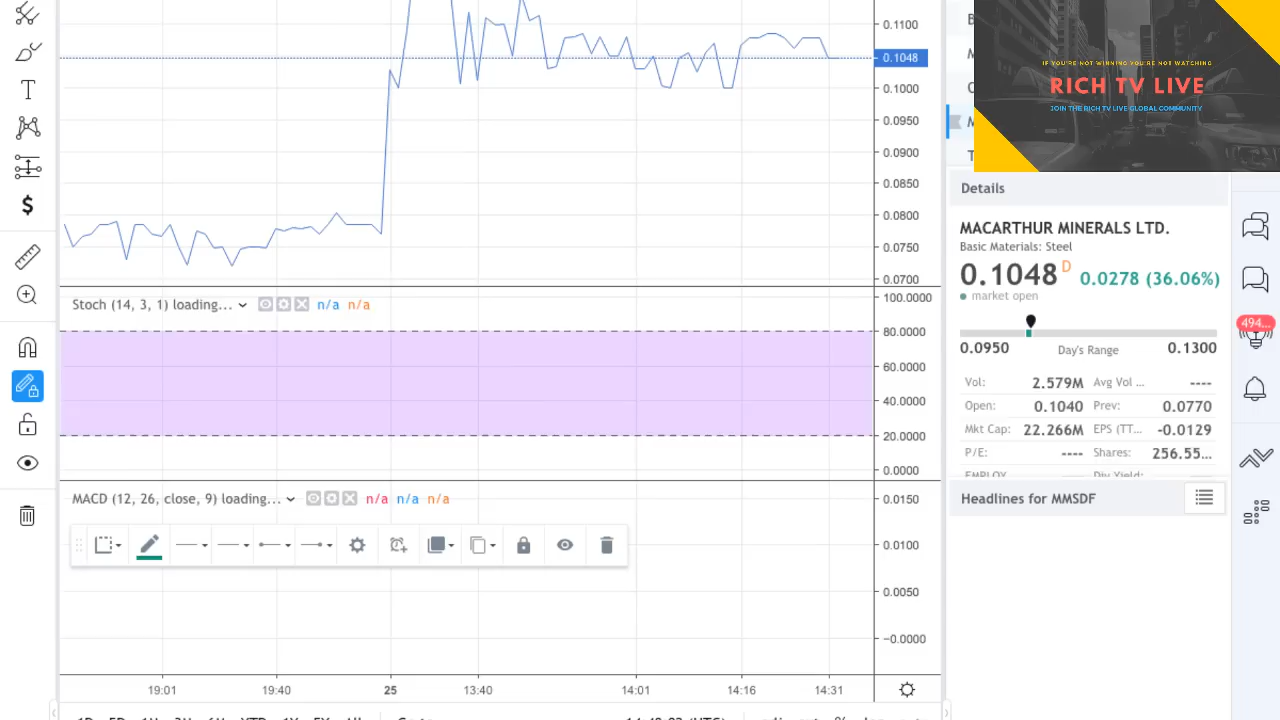 0.1100
0.1048
0.1000
0.0950
0.0900
0.0850
0.0800
0.0750
0.0700
Stoch (14, 3, 1) loading... n/a n/a
100.0000
80.0000
60.0000
40.0000
20.0000
0.0000
MACD (12, 26, close, 9) loading... n/a n/a n/a
0.0150
0.0100
0.0050
−0.0000
19:01 19:40 25 13:40 14:01 14:16 14:31
IF YOU'RE NOT WINNING YOU'RE NOT WATCHING
RICH TV LIVE
JOIN THE RICH TV LIVE GLOBAL COMMUNITY
Details
MACARTHUR MINERALS LTD.
Basic Materials: Steel
0.1048 D 0.0278 (36.06%)
market open
0.0950 Day's Range 0.1300
Vol: 2.579M Avg Vol ... ----
Open: 0.1040 Prev: 0.0770
Mkt Cap: 22.266M EPS (TT... -0.0129
P/E: ---- Shares: 256.55...
Headlines for MMSDF
494...